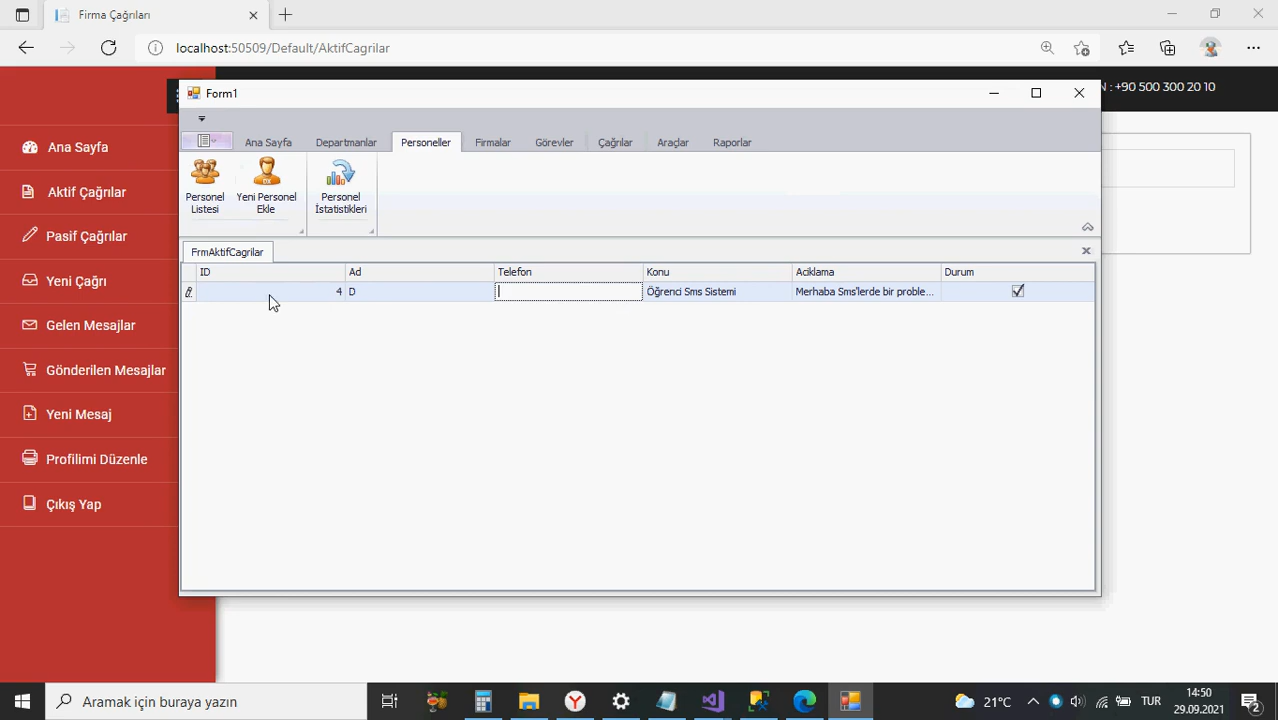 Firma Çağrıları
localhost:50509/Default/AktifCagrilar
N : +90 500 300 20 10
Ana Sayfa
Aktif Çağrılar
Pasif Çağrılar
Yeni Çağrı
Gelen Mesajlar
Gönderilen Mesajlar
Yeni Mesaj
Profilimi Düzenle
Çıkış Yap
Form1
Ana Sayfa Departmanlar Personeller Firmalar Görevler Çağrılar Araçlar Raporlar
Personel Listesi
Yeni Personel Ekle
Personel İstatistikleri
FrmAktifCagrilar
ID Ad Telefon Konu Aciklama Durum
4 D Öğrenci Sms Sistemi Merhaba Sms'lerde bir proble...
Aramak için buraya yazın
21°C
TUR
14:50
29.09.2021
2